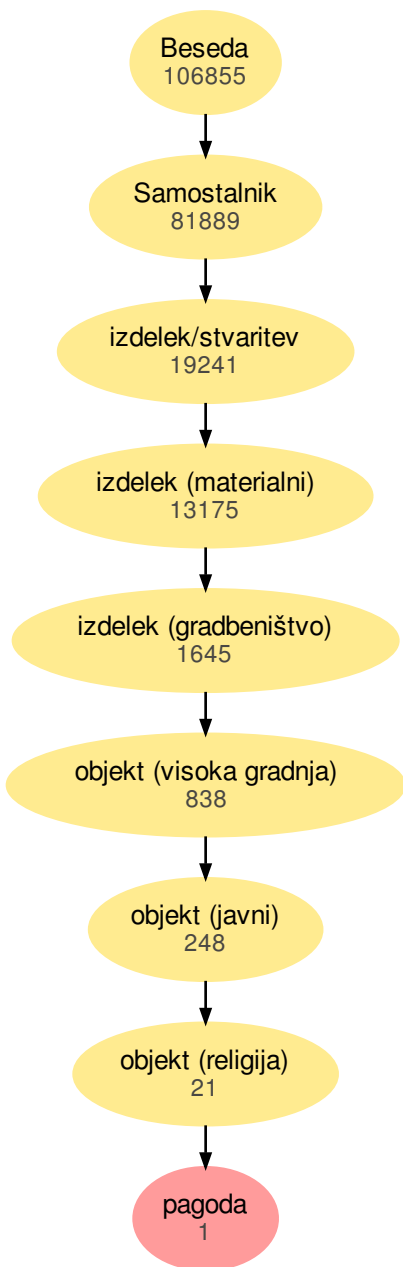 Beseda
106855
Samostalnik
81889
izdelek/stvaritev
19241
izdelek (materialni)
13175
izdelek (gradbeništvo)
1645
objekt (visoka gradnja)
838
objekt (javni)
248
objekt (religija)
21
pagoda
1